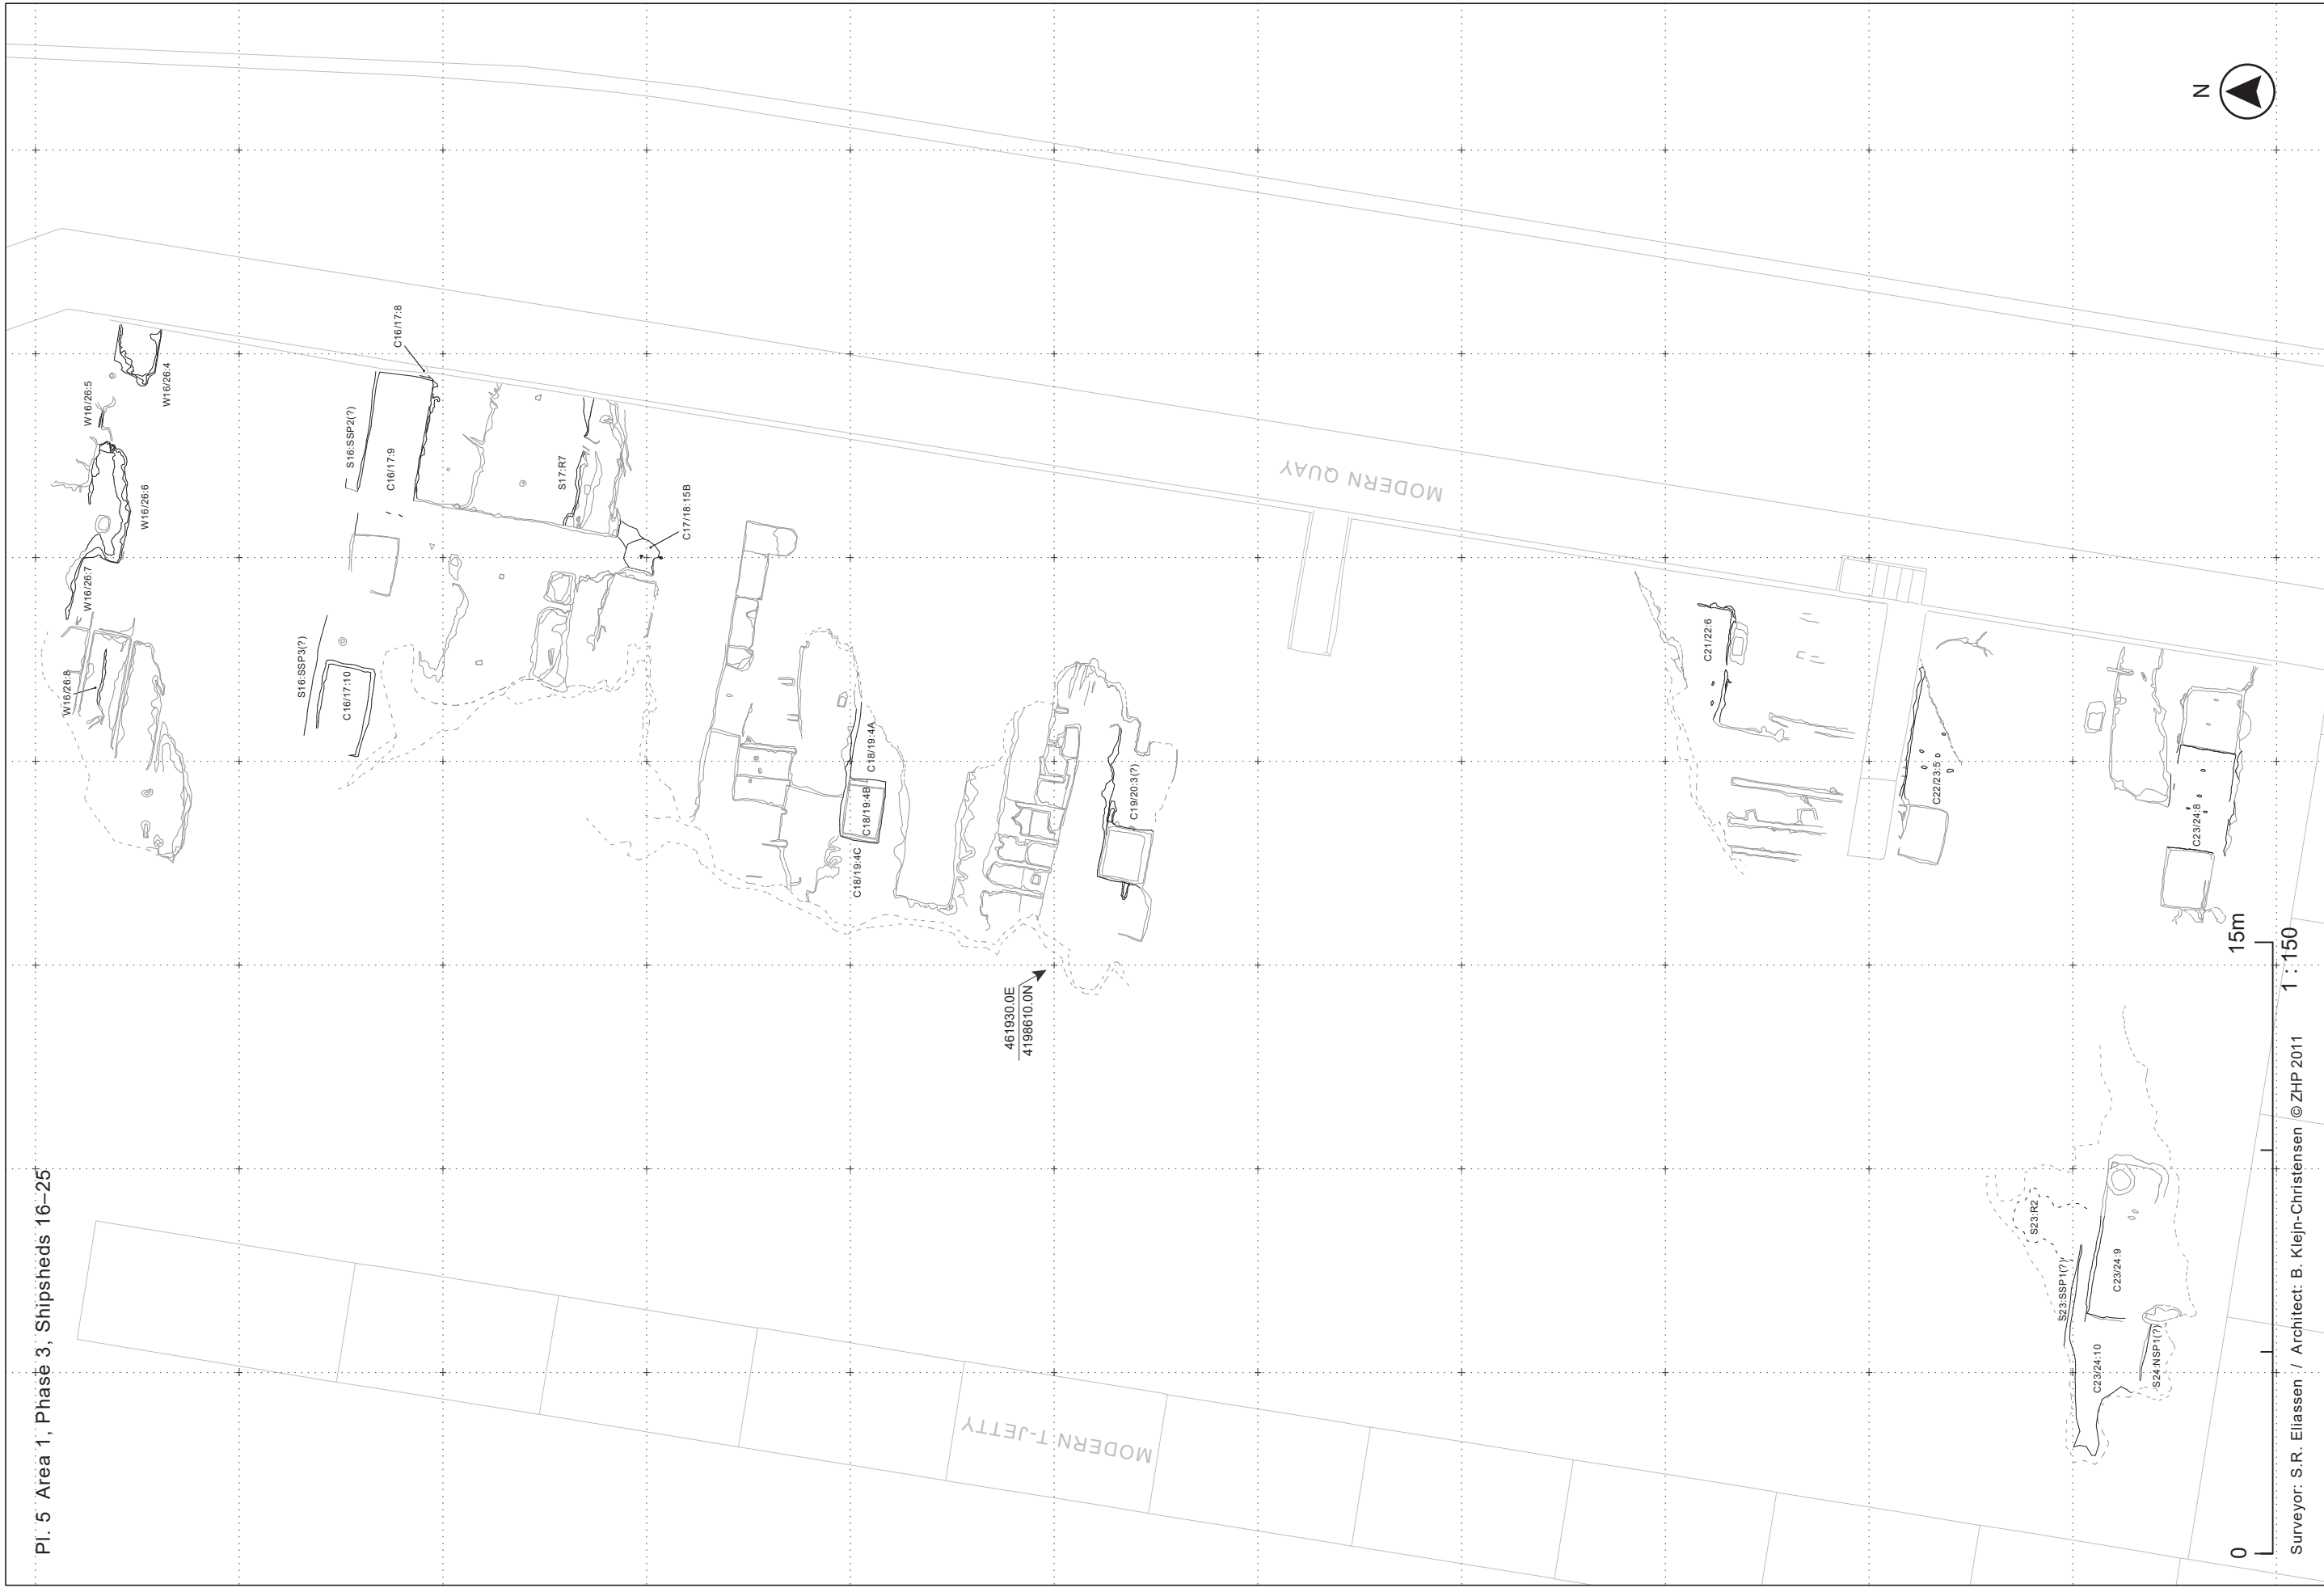 Pl. 5 Area 1, Phase 3, Shipsheds 16–25
N
W16/26:4
W16/26:5
W16/26:6
W16/26:7
W16/26:8
C16/17:8
S16:SSP2(?)
C16/17:9
S16:SSP3(?)
C16/17:10
S17:R7
C17/18:15B
C18/19:4A
C18/19:4B
C18/19:4C
C19/20:3(?)
461930.0E
4198610.0N
MODERN QUAY
C21/22:6
C22/23:5
C23/24:8
S23:R2
S23:SSP1(?)
C23/24:9
C23/24:10
S24:NSP1(?)
MODERN T-JETTY
0
15m
1 : 150
Surveyor: S.R. Eliassen / Architect: B. Klejn-Christensen © ZHP 2011